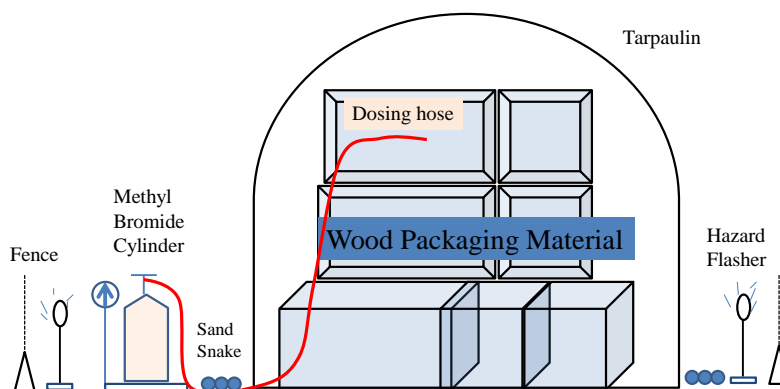 Tarpaulin
Dosing hose
Methyl
Bromide
Cylinder
Wood Packaging Material
Hazard
Flasher
Fence
Sand
Snake